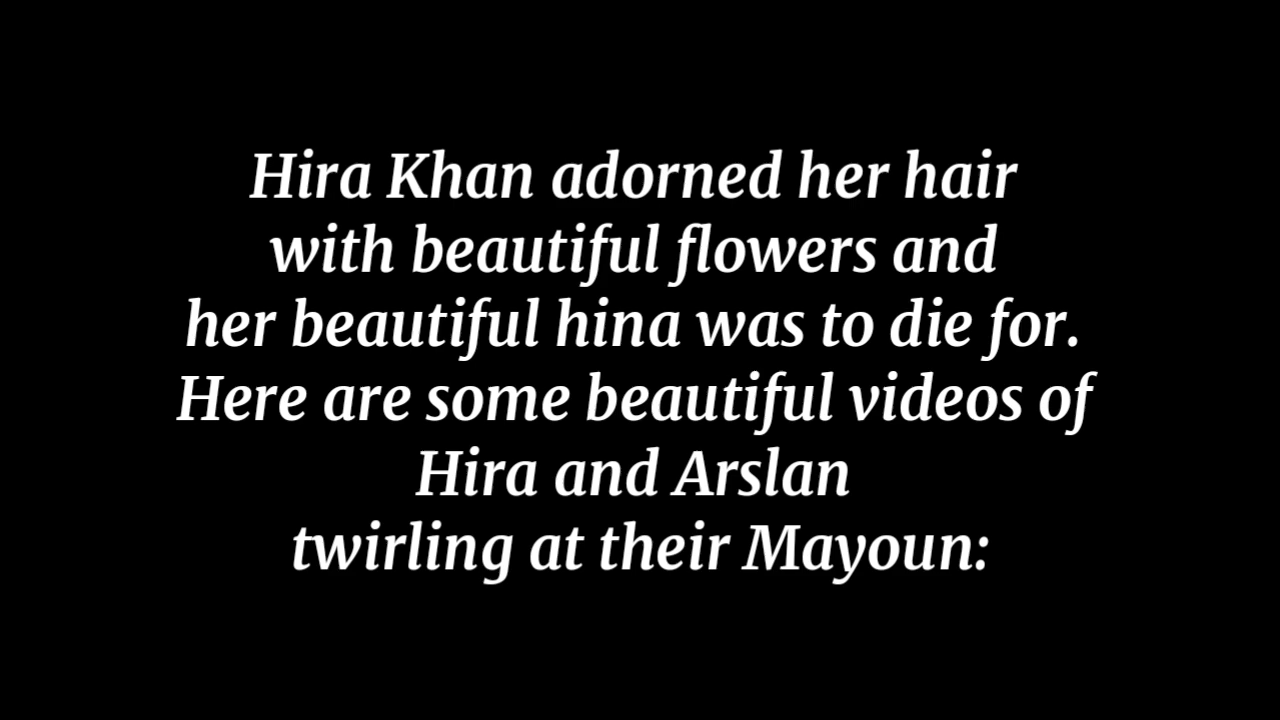 Hira Khan adorned her hair
with beautiful flowers and
her beautiful hina was to die for.
Here are some beautiful videos of
Hira and Arslan
twirling at their Mayoun: